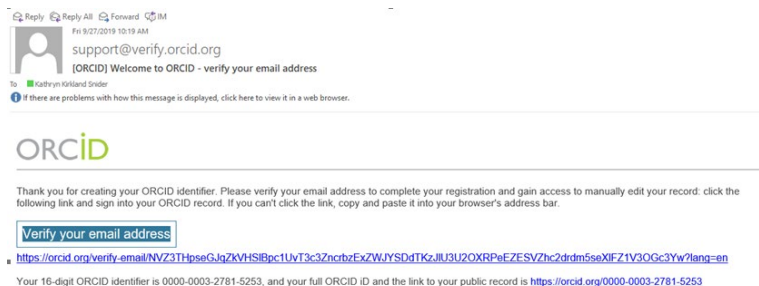 Reply Reply All Forward IM
Fri 9/27/2019 10:19 AM
support@verify.orcid.org
[ORCID] Welcome to ORCID - verify your email address
To Kathryn Kirkland Snider
If there are problems with how this message is displayed, click here to view it in a web browser.
ORCID
Thank you for creating your ORCID identifier. Please verify your email address to complete your registration and gain access to manually edit your record: click the
following link and sign into your ORCID record. If you can't click the link, copy and paste it into your browser's address bar.
Verify your email address
https://orcid.org/verify-email/NVZ3THpseGJqZkVHSlBpc1UvT3c3ZncrbzExZWJYSDdTKzJlU3U2OXRPeEZESVZhc2drdm5seXlFZ1V3OGc3Yw?lang=en
Your 16-digit ORCID identifier is 0000-0003-2781-5253, and your full ORCID iD and the link to your public record is https://orcid.org/0000-0003-2781-5253